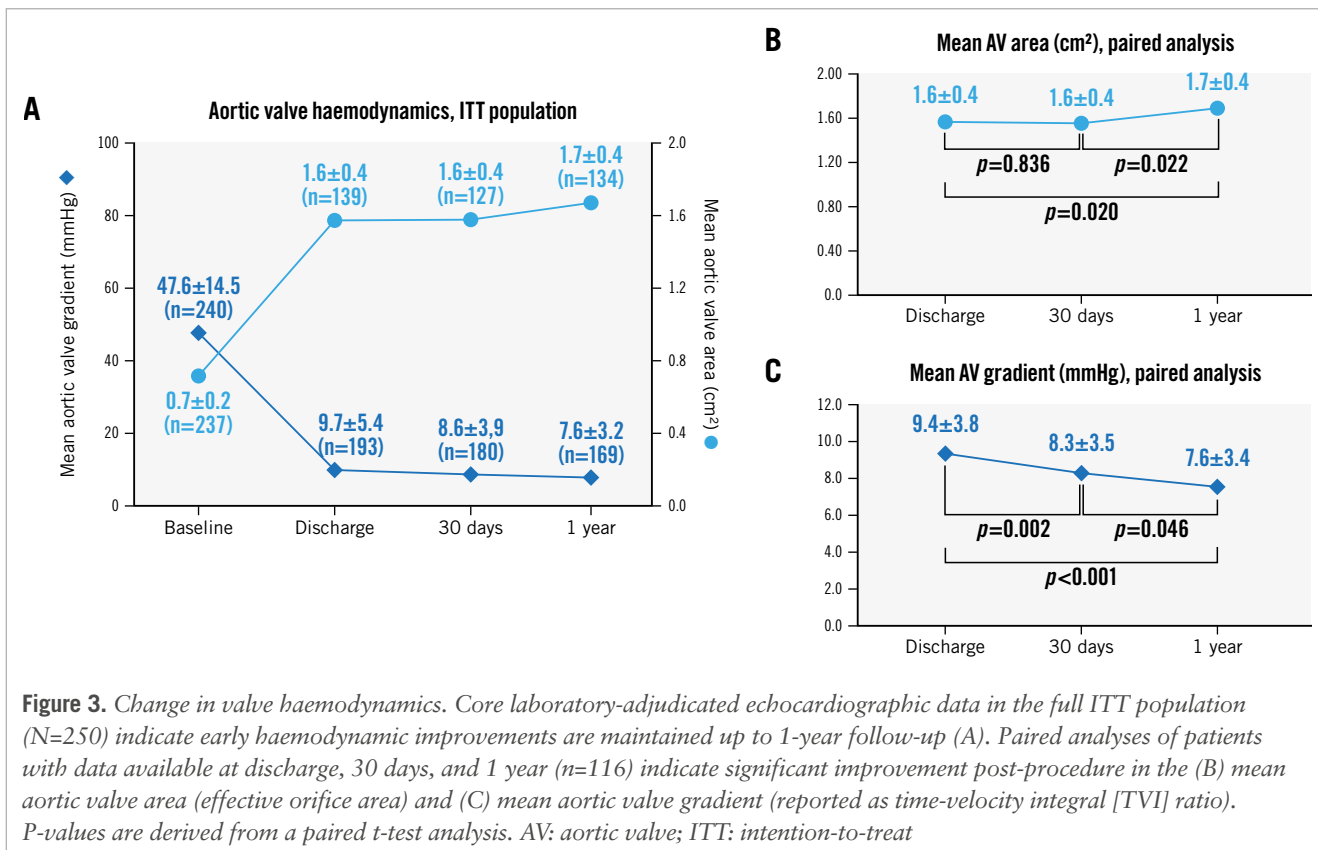 A
Aortic valve haemodynamics, ITT population
Mean aortic valve gradient (mmHg)
100
80
60
40
20
0
2.0
1.6
1.2
0.8
0.4
0.0
Mean aortic valve area (cm²)
47.6±14.5
(n=240)
0.7±0.2
(n=237)
1.6±0.4
(n=139)
1.6±0.4
(n=127)
1.7±0.4
(n=134)
9.7±5.4
(n=193)
8.6±3,9
(n=180)
7.6±3.2
(n=169)
Baseline
Discharge
30 days
1 year
B
Mean AV area (cm²), paired analysis
2.00
1.60
1.20
0.80
0.40
0.0
1.6±0.4
1.6±0.4
1.7±0.4
p=0.836
p=0.022
p=0.020
Discharge
30 days
1 year
C
Mean AV gradient (mmHg), paired analysis
12.0
10.0
8.0
6.0
4.0
2.0
0.0
9.4±3.8
8.3±3.5
7.6±3.4
p=0.002
p=0.046
p<0.001
Discharge
30 days
1 year
Figure 3. Change in valve haemodynamics. Core laboratory-adjudicated echocardiographic data in the full ITT population
(N=250) indicate early haemodynamic improvements are maintained up to 1-year follow-up (A). Paired analyses of patients
with data available at discharge, 30 days, and 1 year (n=116) indicate significant improvement post-procedure in the (B) mean
aortic valve area (effective orifice area) and (C) mean aortic valve gradient (reported as time-velocity integral [TVI] ratio).
P-values are derived from a paired t-test analysis. AV: aortic valve; ITT: intention-to-treat